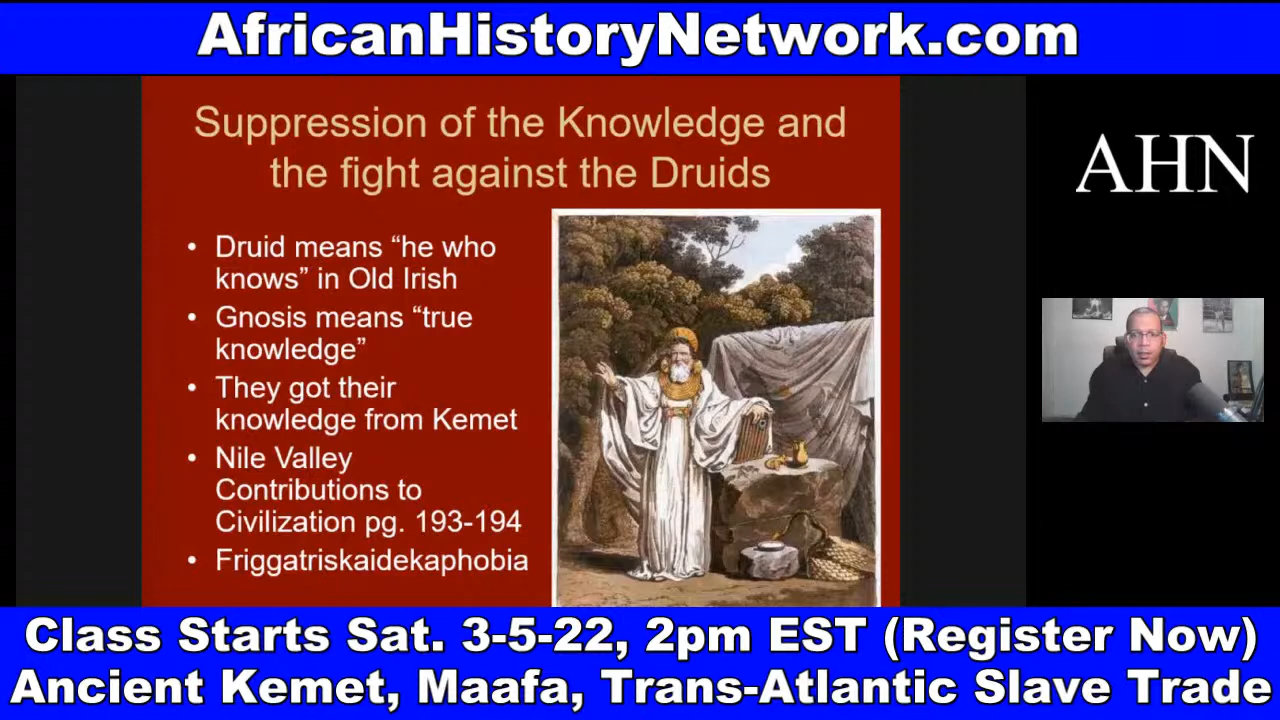 AfricanHistoryNetwork.com
Suppression of the Knowledge and
the fight against the Druids
• Druid means “he who
knows” in Old Irish
• Gnosis means “true
knowledge”
• They got their
knowledge from Kemet
• Nile Valley
Contributions to
Civilization pg. 193-194
• Friggatriskaidekaphobia
AHN
Class Starts Sat. 3-5-22, 2pm EST (Register Now)
Ancient Kemet, Maafa, Trans-Atlantic Slave Trade